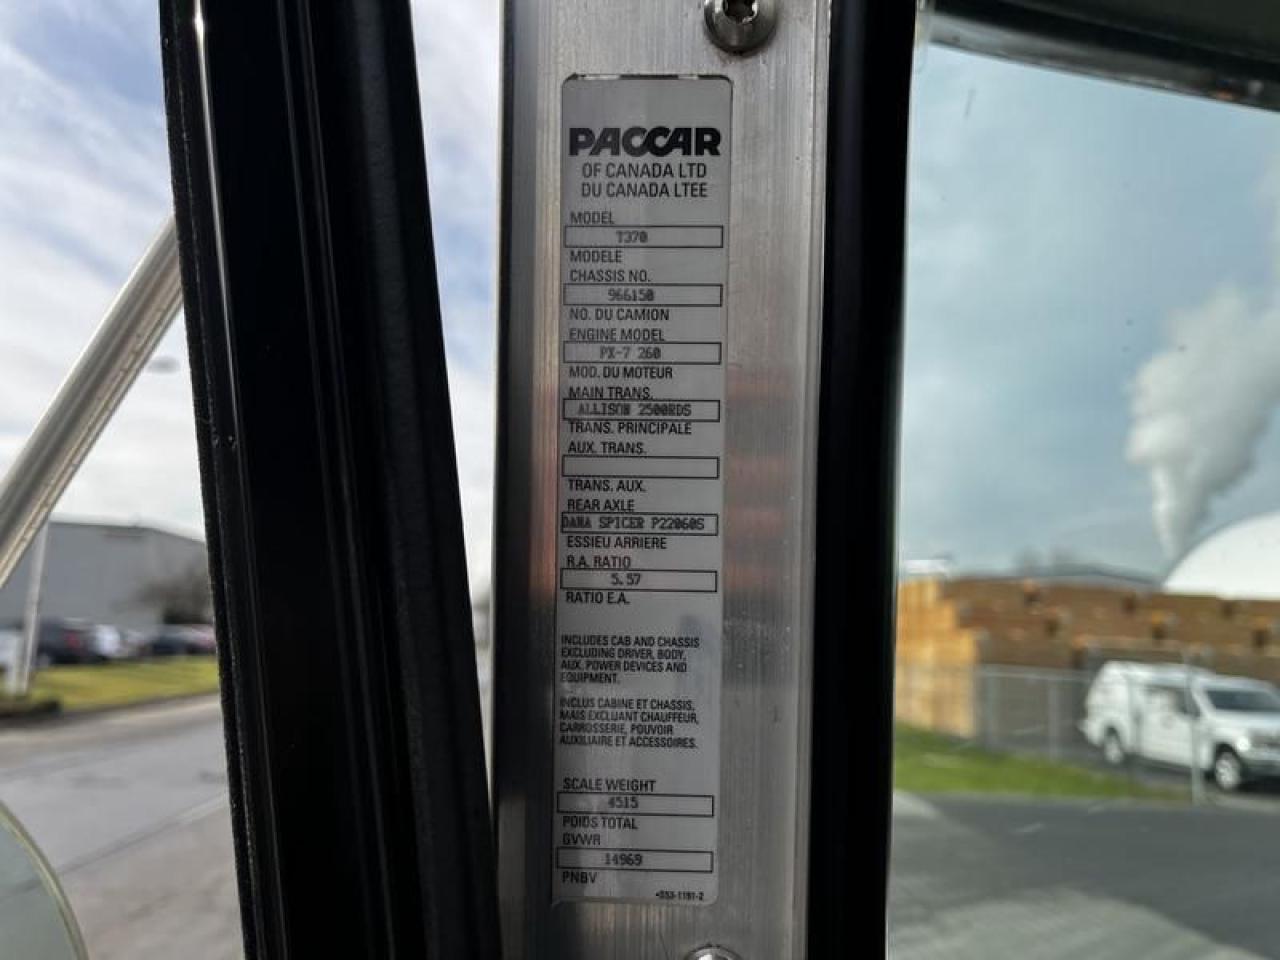 PACCAR
OF CANADA LTD
DU CANADA LTEE
MODEL
T370
MODELE
CHASSIS NO.
966150
NO. DU CAMION
ENGINE MODEL
PX-7 260
MOD. DU MOTEUR
MAIN TRANS.
ALLISON 2500RDS
TRANS. PRINCIPALE
AUX. TRANS.
TRANS. AUX.
REAR AXLE
DANA SPICER P22060S
ESSIEU ARRIERE
R.A. RATIO
5.57
RATIO E.A.
INCLUDES CAB AND CHASSIS
EXCLUDING DRIVER, BODY,
AUX. POWER DEVICES AND
EQUIPMENT.
INCLUS CABINE ET CHASSIS,
MAIS EXCLUANT CHAUFFEUR,
CARROSSERIE, POUVOIR
AUXILIAIRE ET ACCESSOIRES.
SCALE WEIGHT
4515
POIDS TOTAL
GVWR
14969
PNBV
-S53-1191-2